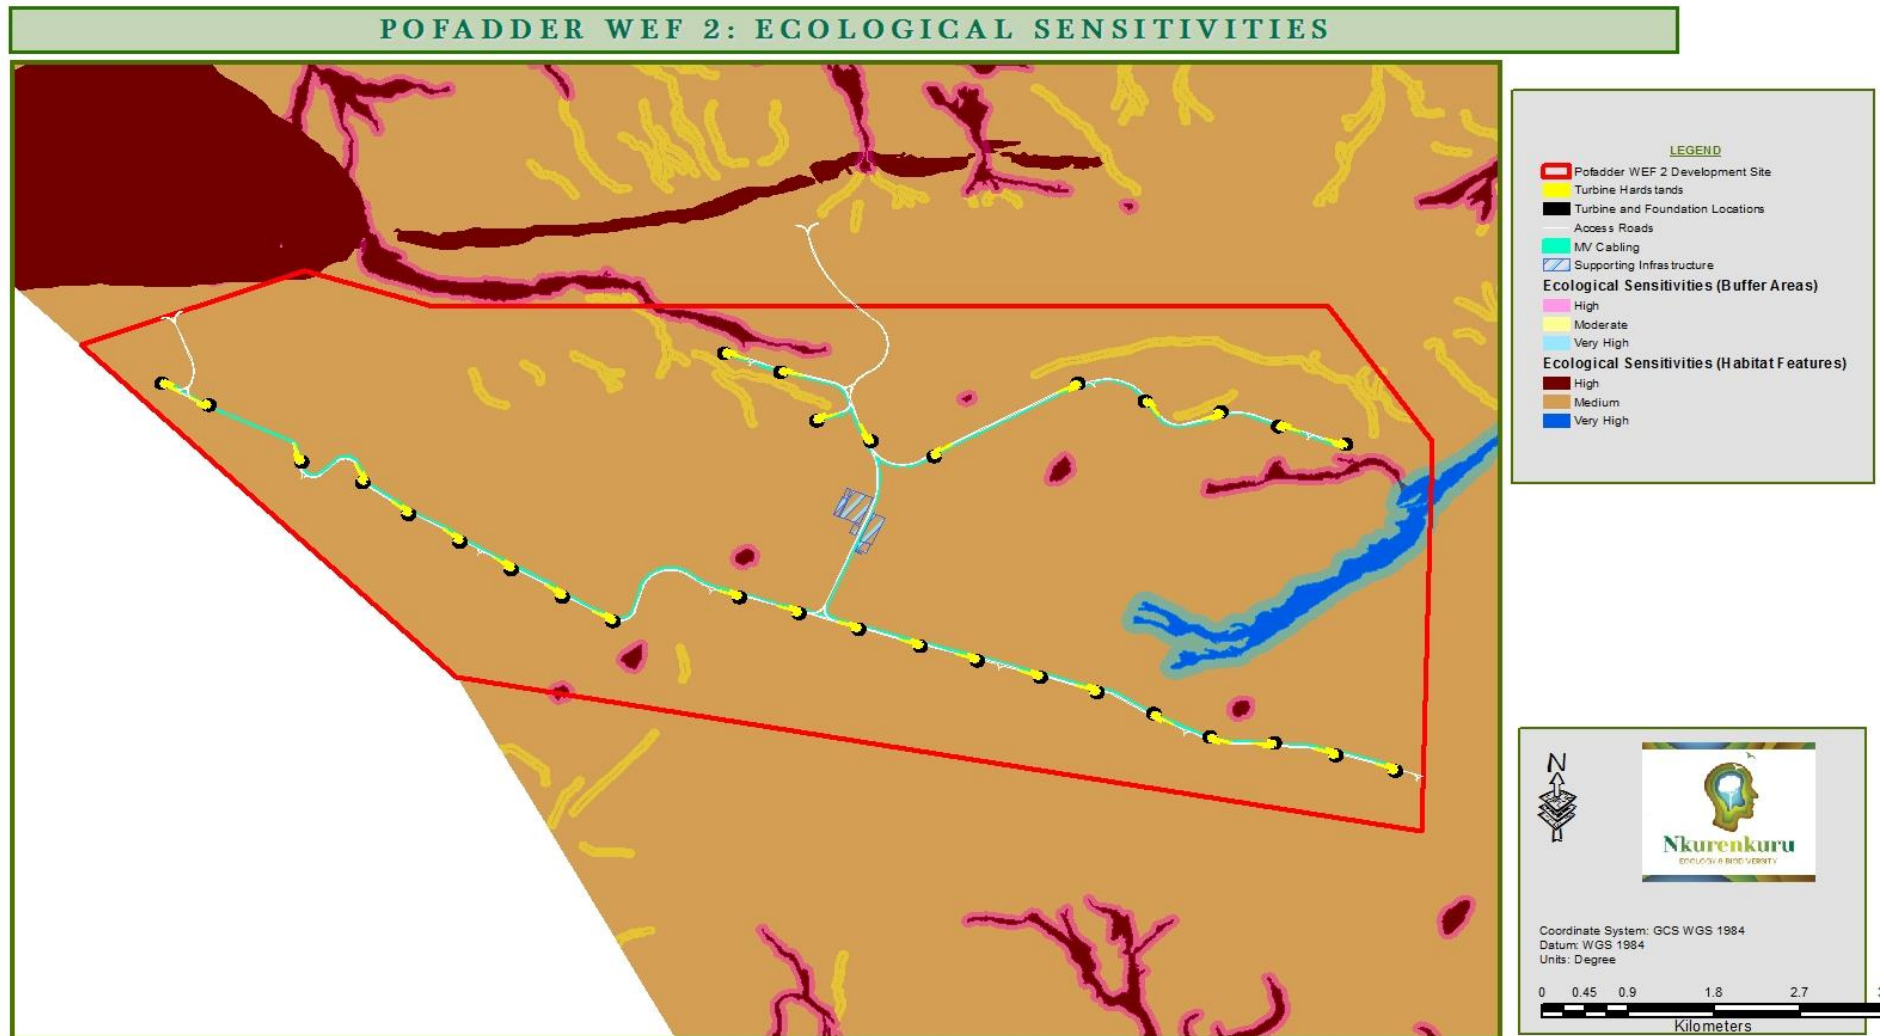 POFADDER WEF 2: ECOLOGICAL SENSITIVITIES
LEGEND
Pofadder WEF 2 Development Site
Turbine Hardstands
Turbine and Foundation Locations
Access Roads
MV Cabling
Supporting Infrastructure
Ecological Sensitivities (Buffer Areas)
High
Moderate
Very High
Ecological Sensitivities (Habitat Features)
High
Medium
Very High
N
Nkurenkuru
ECOLOGY & BIODIVERSITY
Coordinate System: GCS WGS 1984
Datum: WGS 1984
Units: Degree
0 0.45 0.9 1.8 2.7
Kilometers